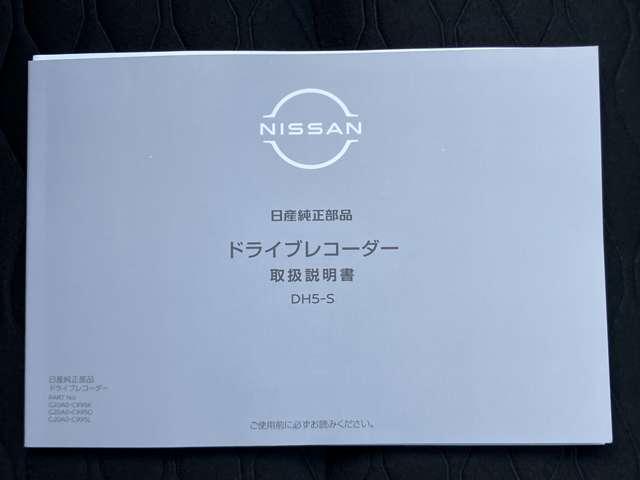 NISSAN
日産純正部品
ドライブレコーダー
取扱説明書
DH5-S
日産純正部品
ドライブレコーダー
PART No.
ご使用前に必ずお読みください。